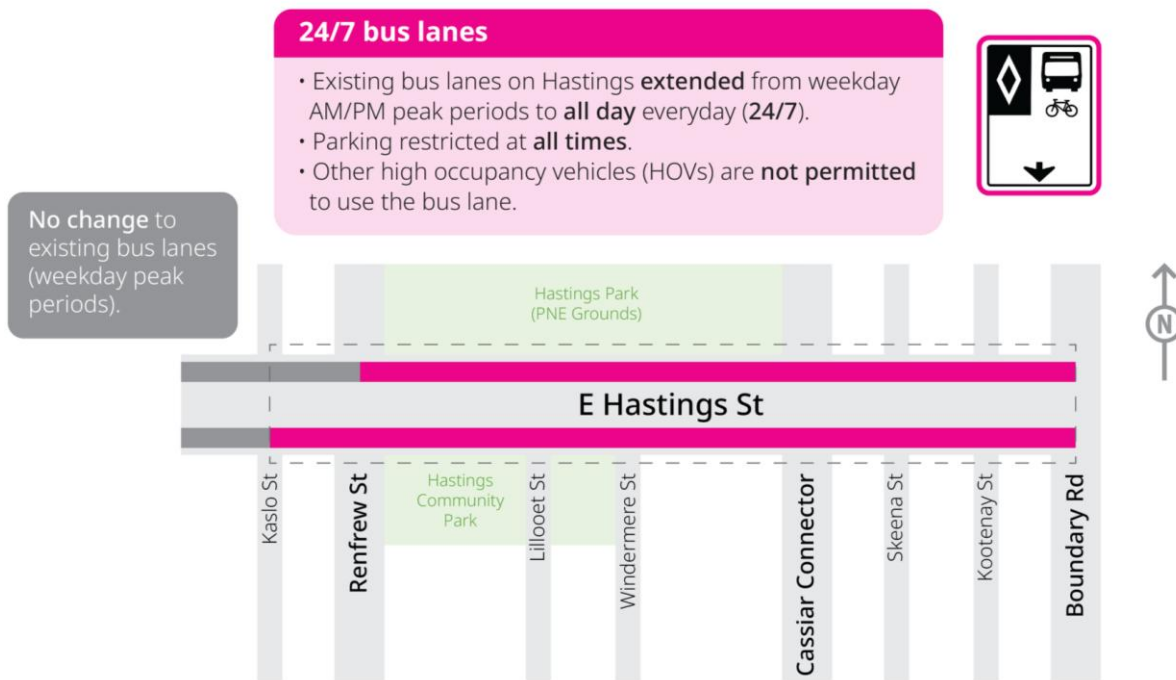 24/7 bus lanes
• Existing bus lanes on Hastings extended from weekday
AM/PM peak periods to all day everyday (24/7).
• Parking restricted at all times.
• Other high occupancy vehicles (HOVs) are not permitted
to use the bus lane.
No change to
existing bus lanes
(weekday peak
periods).
Hastings Park
(PNE Grounds)
N
E Hastings St
Kaslo St
Renfrew St
Hastings
Community
Park
Lillooet St
Windermere St
Cassiar Connector
Skeena St
Kootenay St
Boundary Rd